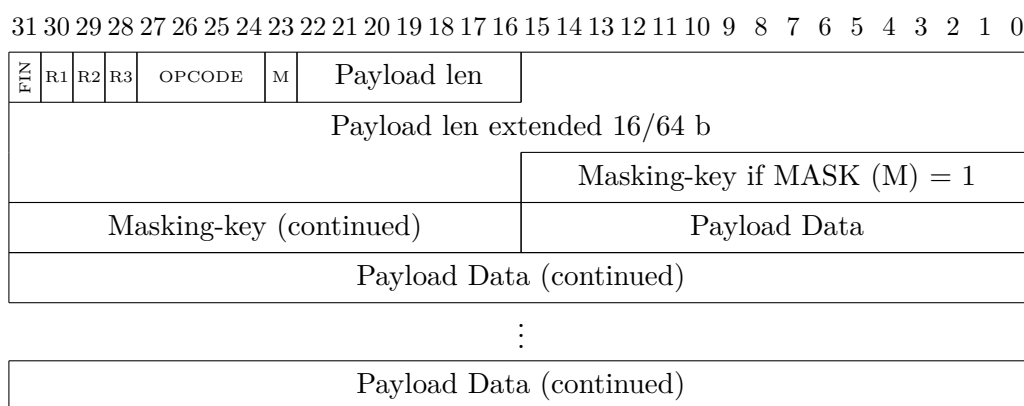 31 30 29 28 27 26 25 24 23 22 21 20 19 18 17 16 15 14 13 12 11 10 9 8 7 6 5 4 3 2 1 0
FIN R1 R2 R3 OPCODE M Payload len
Payload len extended 16/64 b
Masking-key if MASK (M) = 1
Masking-key (continued) Payload Data
Payload Data (continued)
⋮
Payload Data (continued)